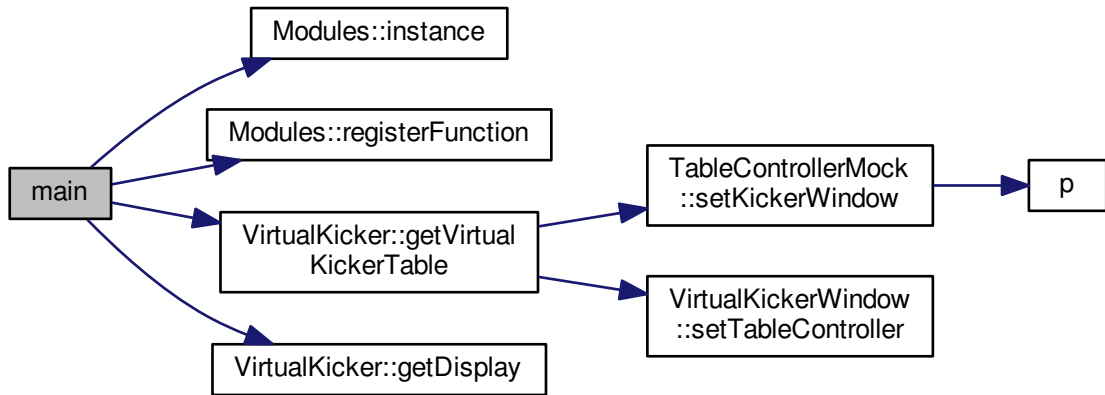 Modules::instance
Modules::registerFunction
main
VirtualKicker::getVirtual
KickerTable
VirtualKicker::getDisplay
TableControllerMock
::setKickerWindow
VirtualKickerWindow
::setTableController
p